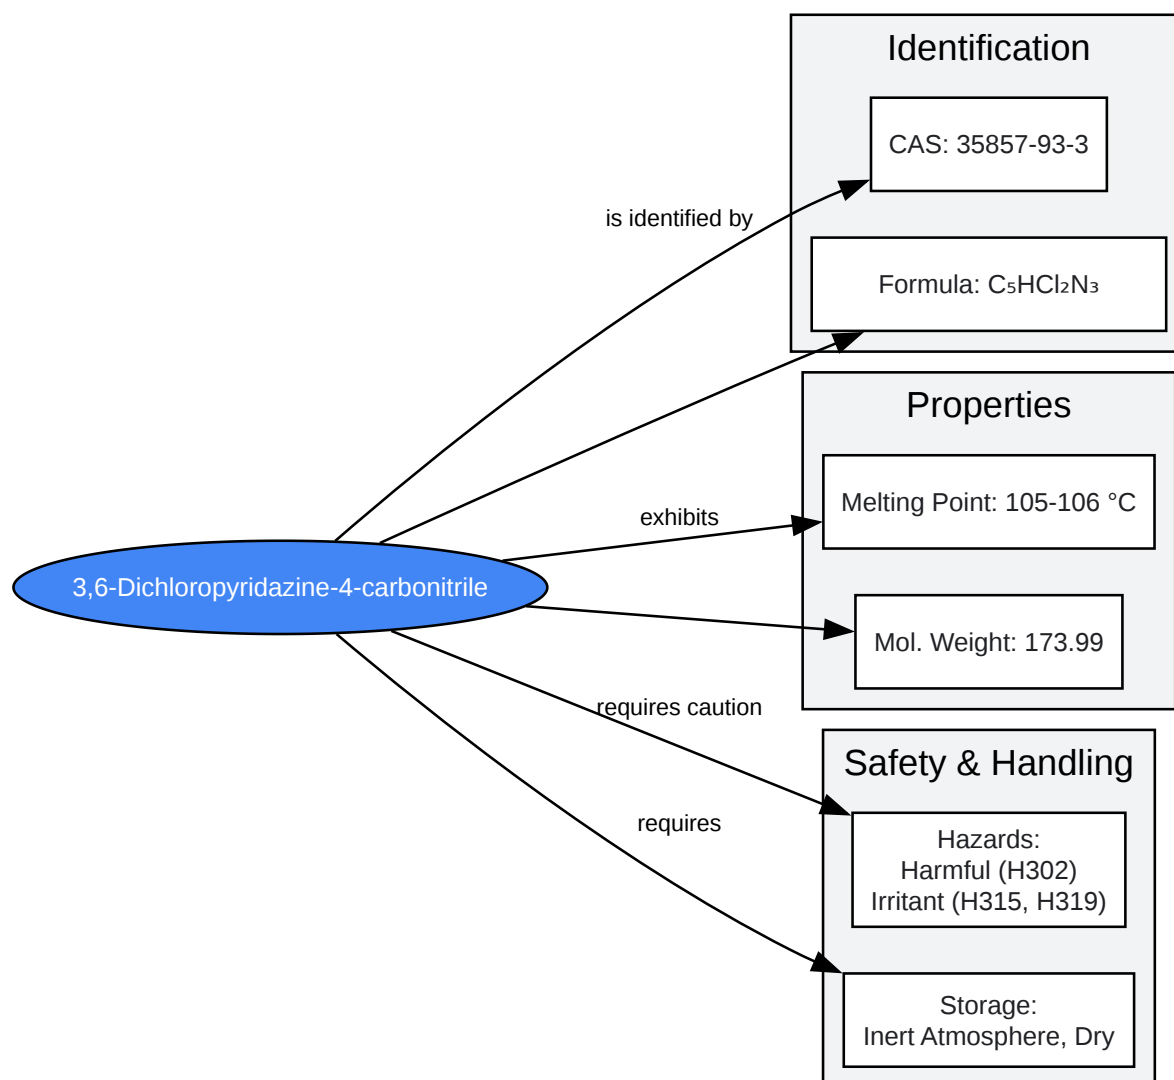 Identification
CAS: 35857-93-3
is identified by
Formula: C₅HCl₂N₃
Properties
Melting Point: 105-106 °C
exhibits
3,6-Dichloropyridazine-4-carbonitrile
Mol. Weight: 173.99
requires caution
Safety & Handling
requires
Hazards:
Harmful (H302)
Irritant (H315, H319)
Storage:
Inert Atmosphere, Dry